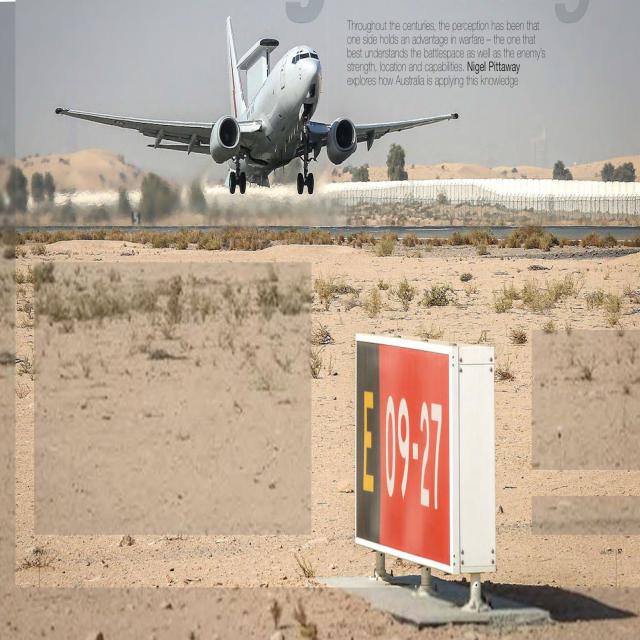 Throughout the centuries, the perception has been that
one side holds an advantage in warfare – the one that
best understands the battlespace as well as the enemy's
strength, location and capabilities. Nigel Pittaway
explores how Australia is applying this knowledge
E 09-27